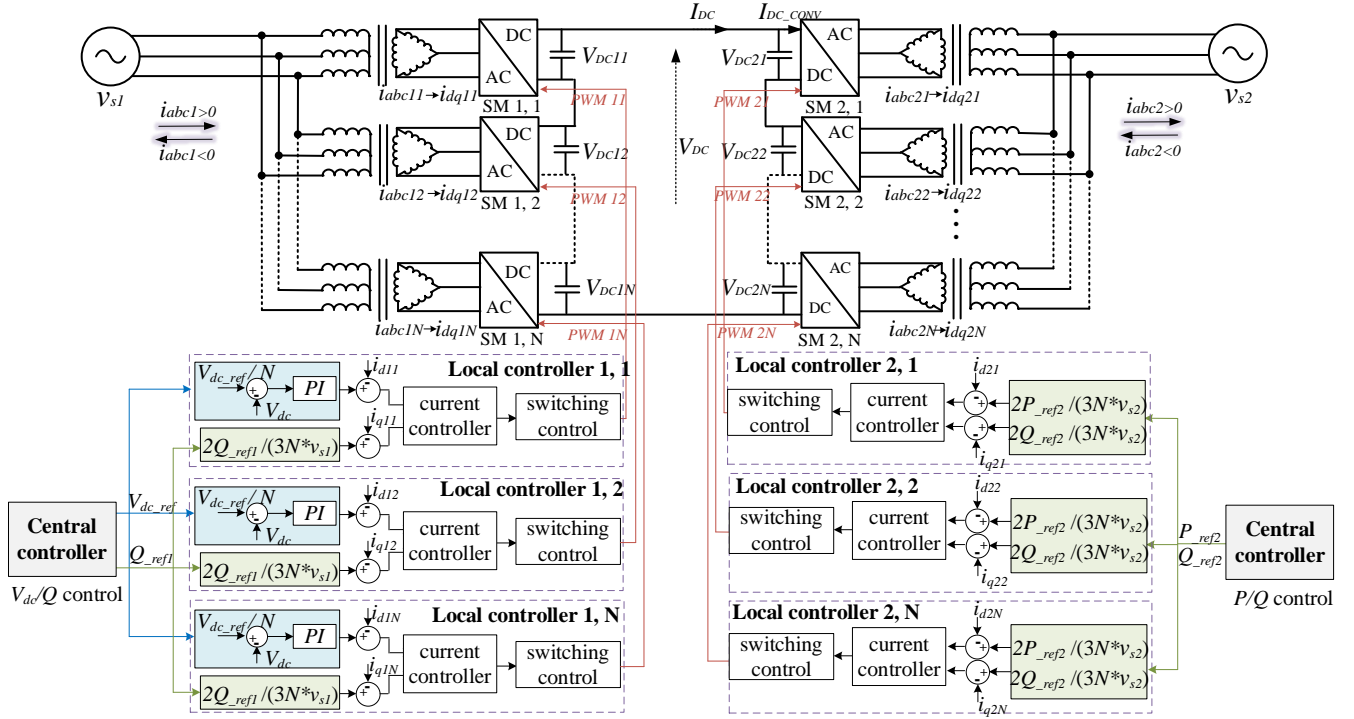 I_DC
I_DC_CONV
DC
AC
V_DC11
V_DC21
AC
DC
v_s1
i_abc11→i_dq11
SM 1, 1
PWM 11
PWM 21
SM 2, 1
i_abc21→i_dq21
v_s2
i_abc1>0
i_abc1<0
i_abc2>0
i_abc2<0
DC
AC
V_DC12
V_DC
V_DC22
AC
DC
i_abc12→i_dq12
SM 1, 2
PWM 12
PWM 22
SM 2, 2
i_abc22→i_dq22
DC
AC
V_DC1N
V_DC2N
AC
DC
i_abc1N→i_dq1N
SM 1, N
PWM 1N
PWM 2N
SM 2, N
i_abc2N→i_dq2N
Local controller 1, 1
V_dc_ref/N
PI
V_dc
i_d11
i_q11
-
-
-
2Q_ref1/(3N*v_s1)
current controller
switching control
Local controller 1, 2
V_dc_ref/N
PI
V_dc
i_d12
i_q12
-
-
-
2Q_ref1/(3N*v_s1)
current controller
switching control
Local controller 1, N
V_dc_ref/N
PI
V_dc
i_d1N
i_q1N
-
-
-
2Q_ref1/(3N*v_s1)
current controller
switching control
Central controller
V_dc_ref
Q_ref1
V_dc/Q control
Local controller 2, 1
switching control
current controller
i_d21
i_q21
- +
- +
2P_ref2/(3N*v_s2)
2Q_ref2/(3N*v_s2)
Local controller 2, 2
switching control
current controller
i_d22
i_q22
- +
- +
2P_ref2/(3N*v_s2)
2Q_ref2/(3N*v_s2)
Local controller 2, N
switching control
current controller
i_d2N
i_q2N
- +
- +
2P_ref2/(3N*v_s2)
2Q_ref2/(3N*v_s2)
P_ref2
Q_ref2
Central controller
P/Q control